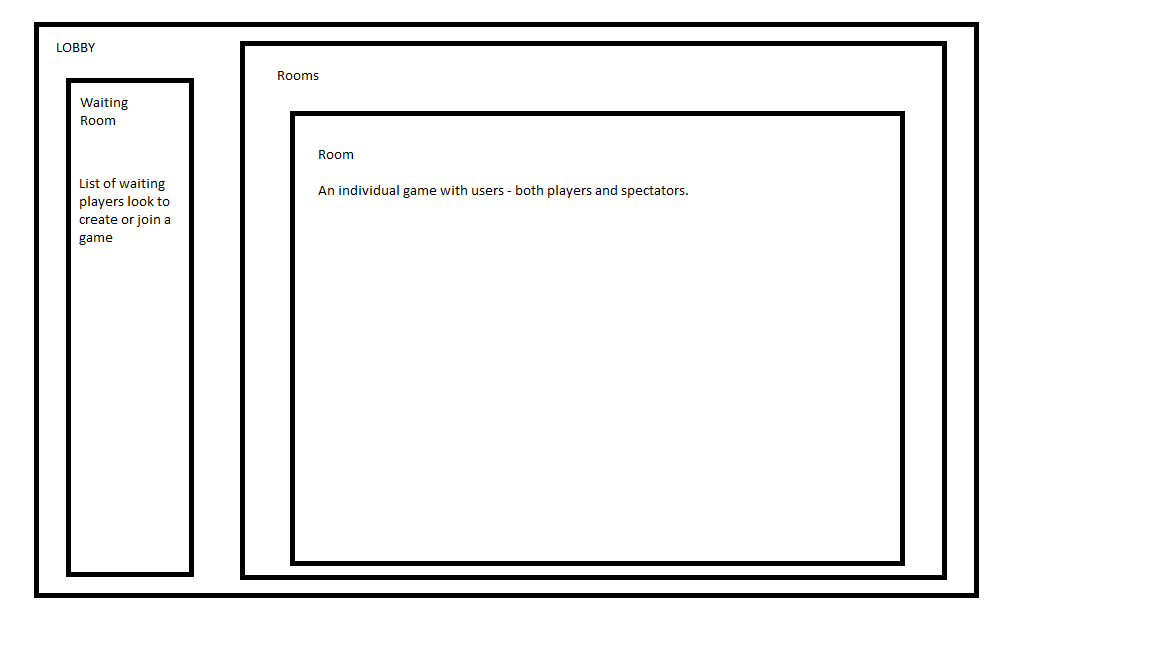 LOBBY
Rooms
Waiting
Room
Room
List of waiting
players look to
create or join a
game
An individual game with users - both players and spectators.